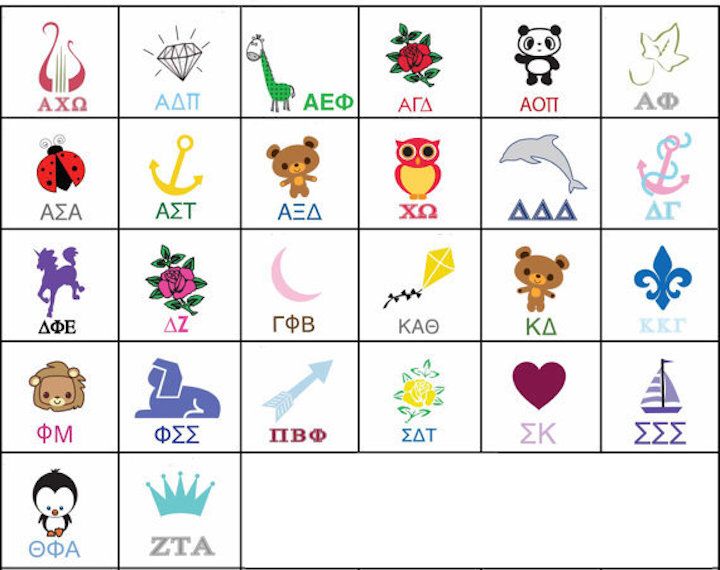 ΑΧΩ
ΑΔΠ
ΑΕΦ
ΑΓΔ
ΑΟΠ
ΑΦ
ΑΣΑ
ΑΣΤ
ΑΞΔ
ΧΩ
ΔΔΔ
ΔΓ
ΔΦΕ
ΔΖ
ΓΦΒ
ΚΑΘ
ΚΔ
ΚΚΓ
ΦΜ
ΦΣΣ
ΠΒΦ
ΣΔΤ
ΣΚ
ΣΣΣ
ΘΦΑ
ΖΤΑ